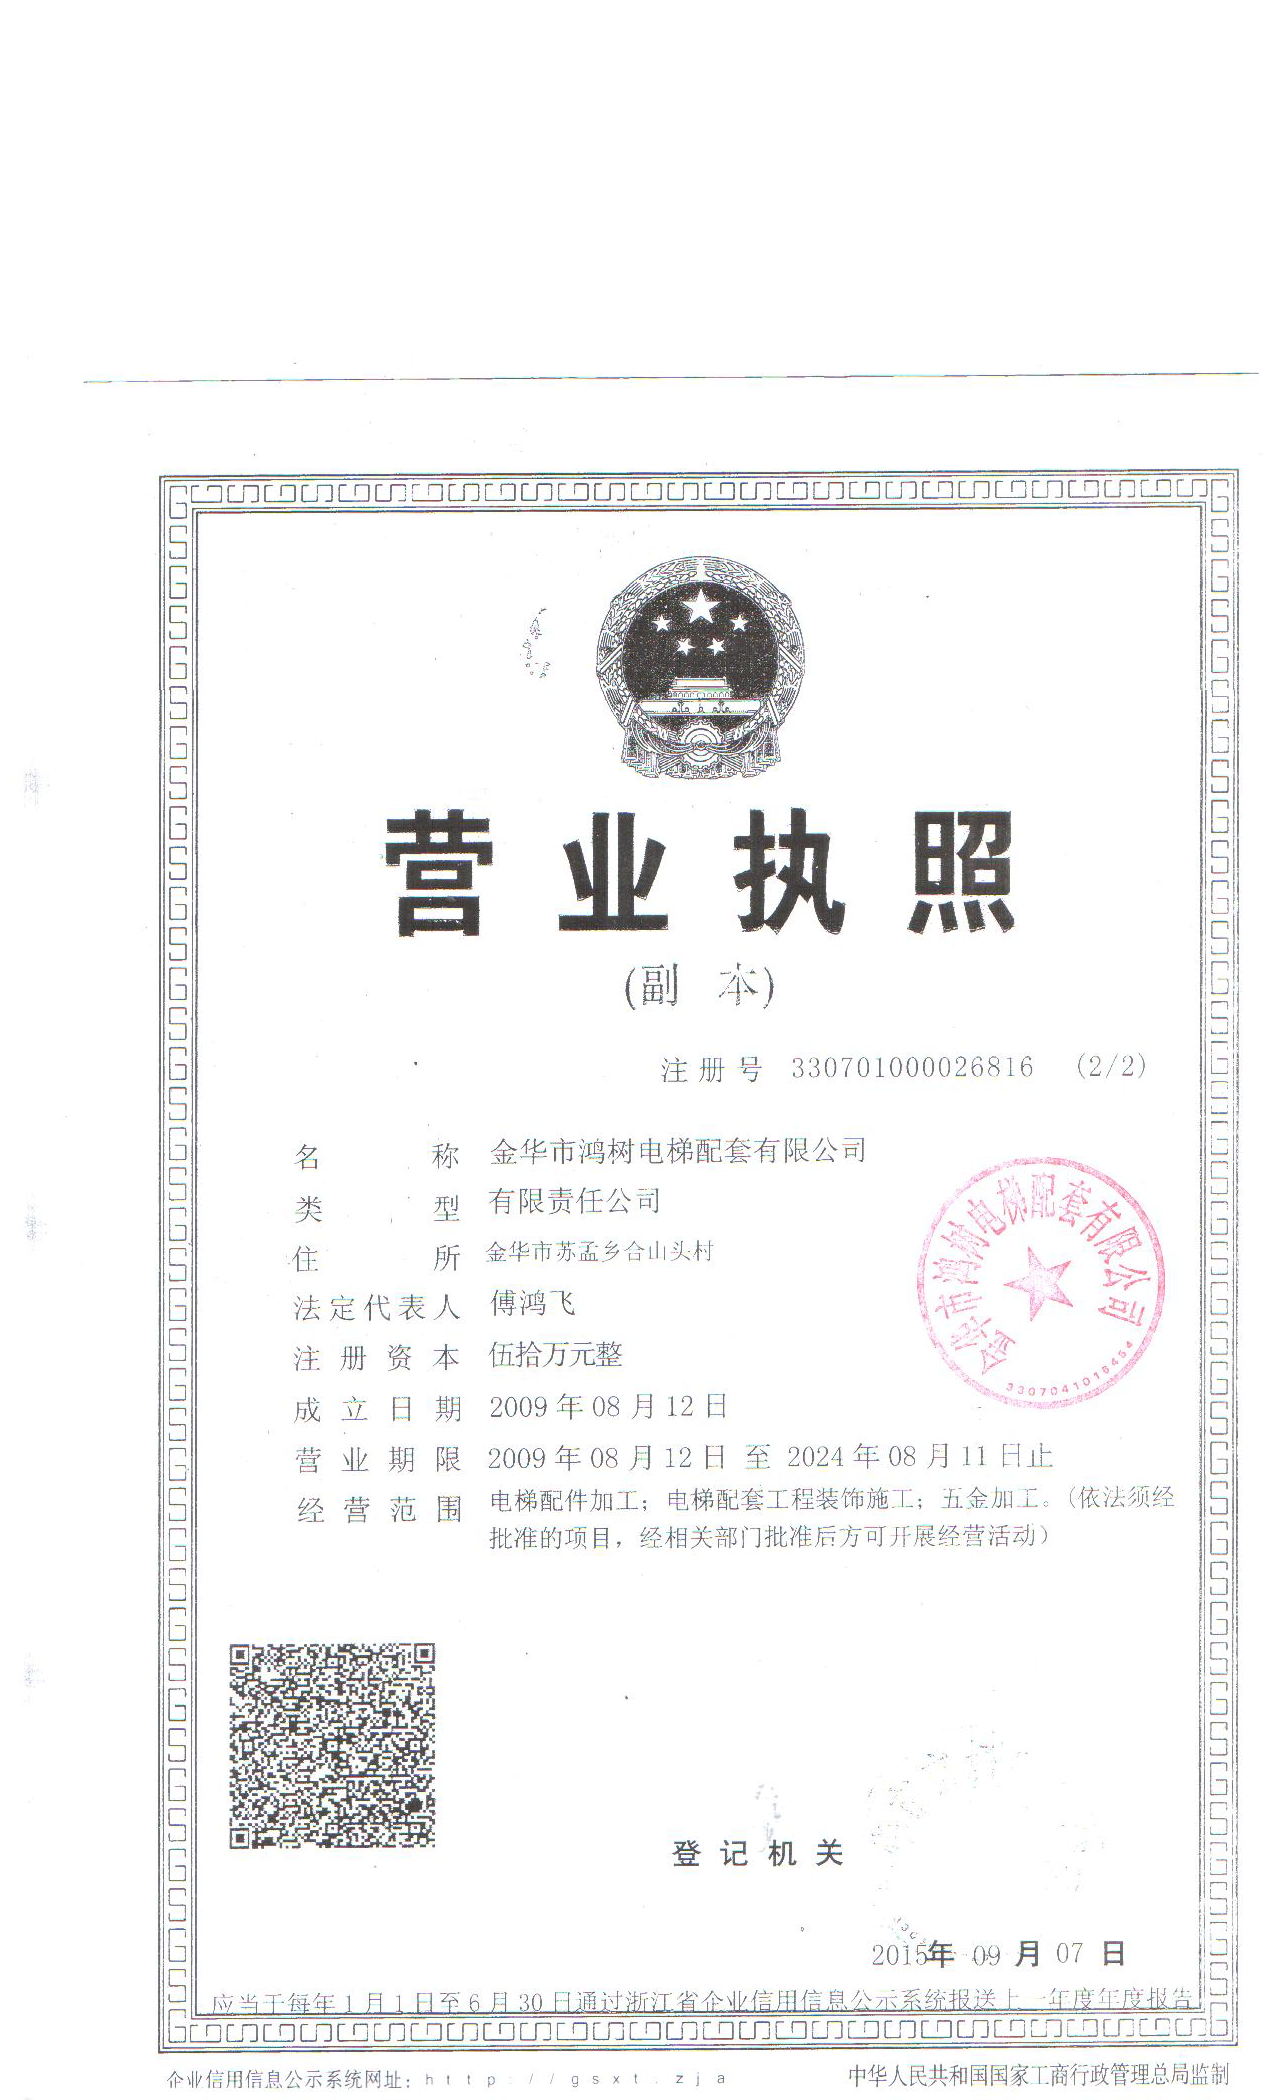 营业执照
(副 本)
注册号 330701000026816 (2/2)
名称 金华市鸿树电梯配套有限公司
类型 有限责任公司
住所 金华市苏孟乡合山头村
法定代表人 傅鸿飞
注册资本 伍拾万元整
成立日期 2009年08月12日
营业期限 2009年08月12日 至 2024年08月11日止
经营范围 电梯配件加工；电梯配套工程装饰施工；五金加工。(依法须经
批准的项目，经相关部门批准后方可开展经营活动)
金华市鸿树电梯配套有限公司
登记机关
2015年 09 月 07 日
应当于每年1月1日至6月30日通过浙江省企业信用信息公示系统报送上一年度年度报告
企业信用信息公示系统网址: http://gsxt.zja
中华人民共和国国家工商行政管理总局监制